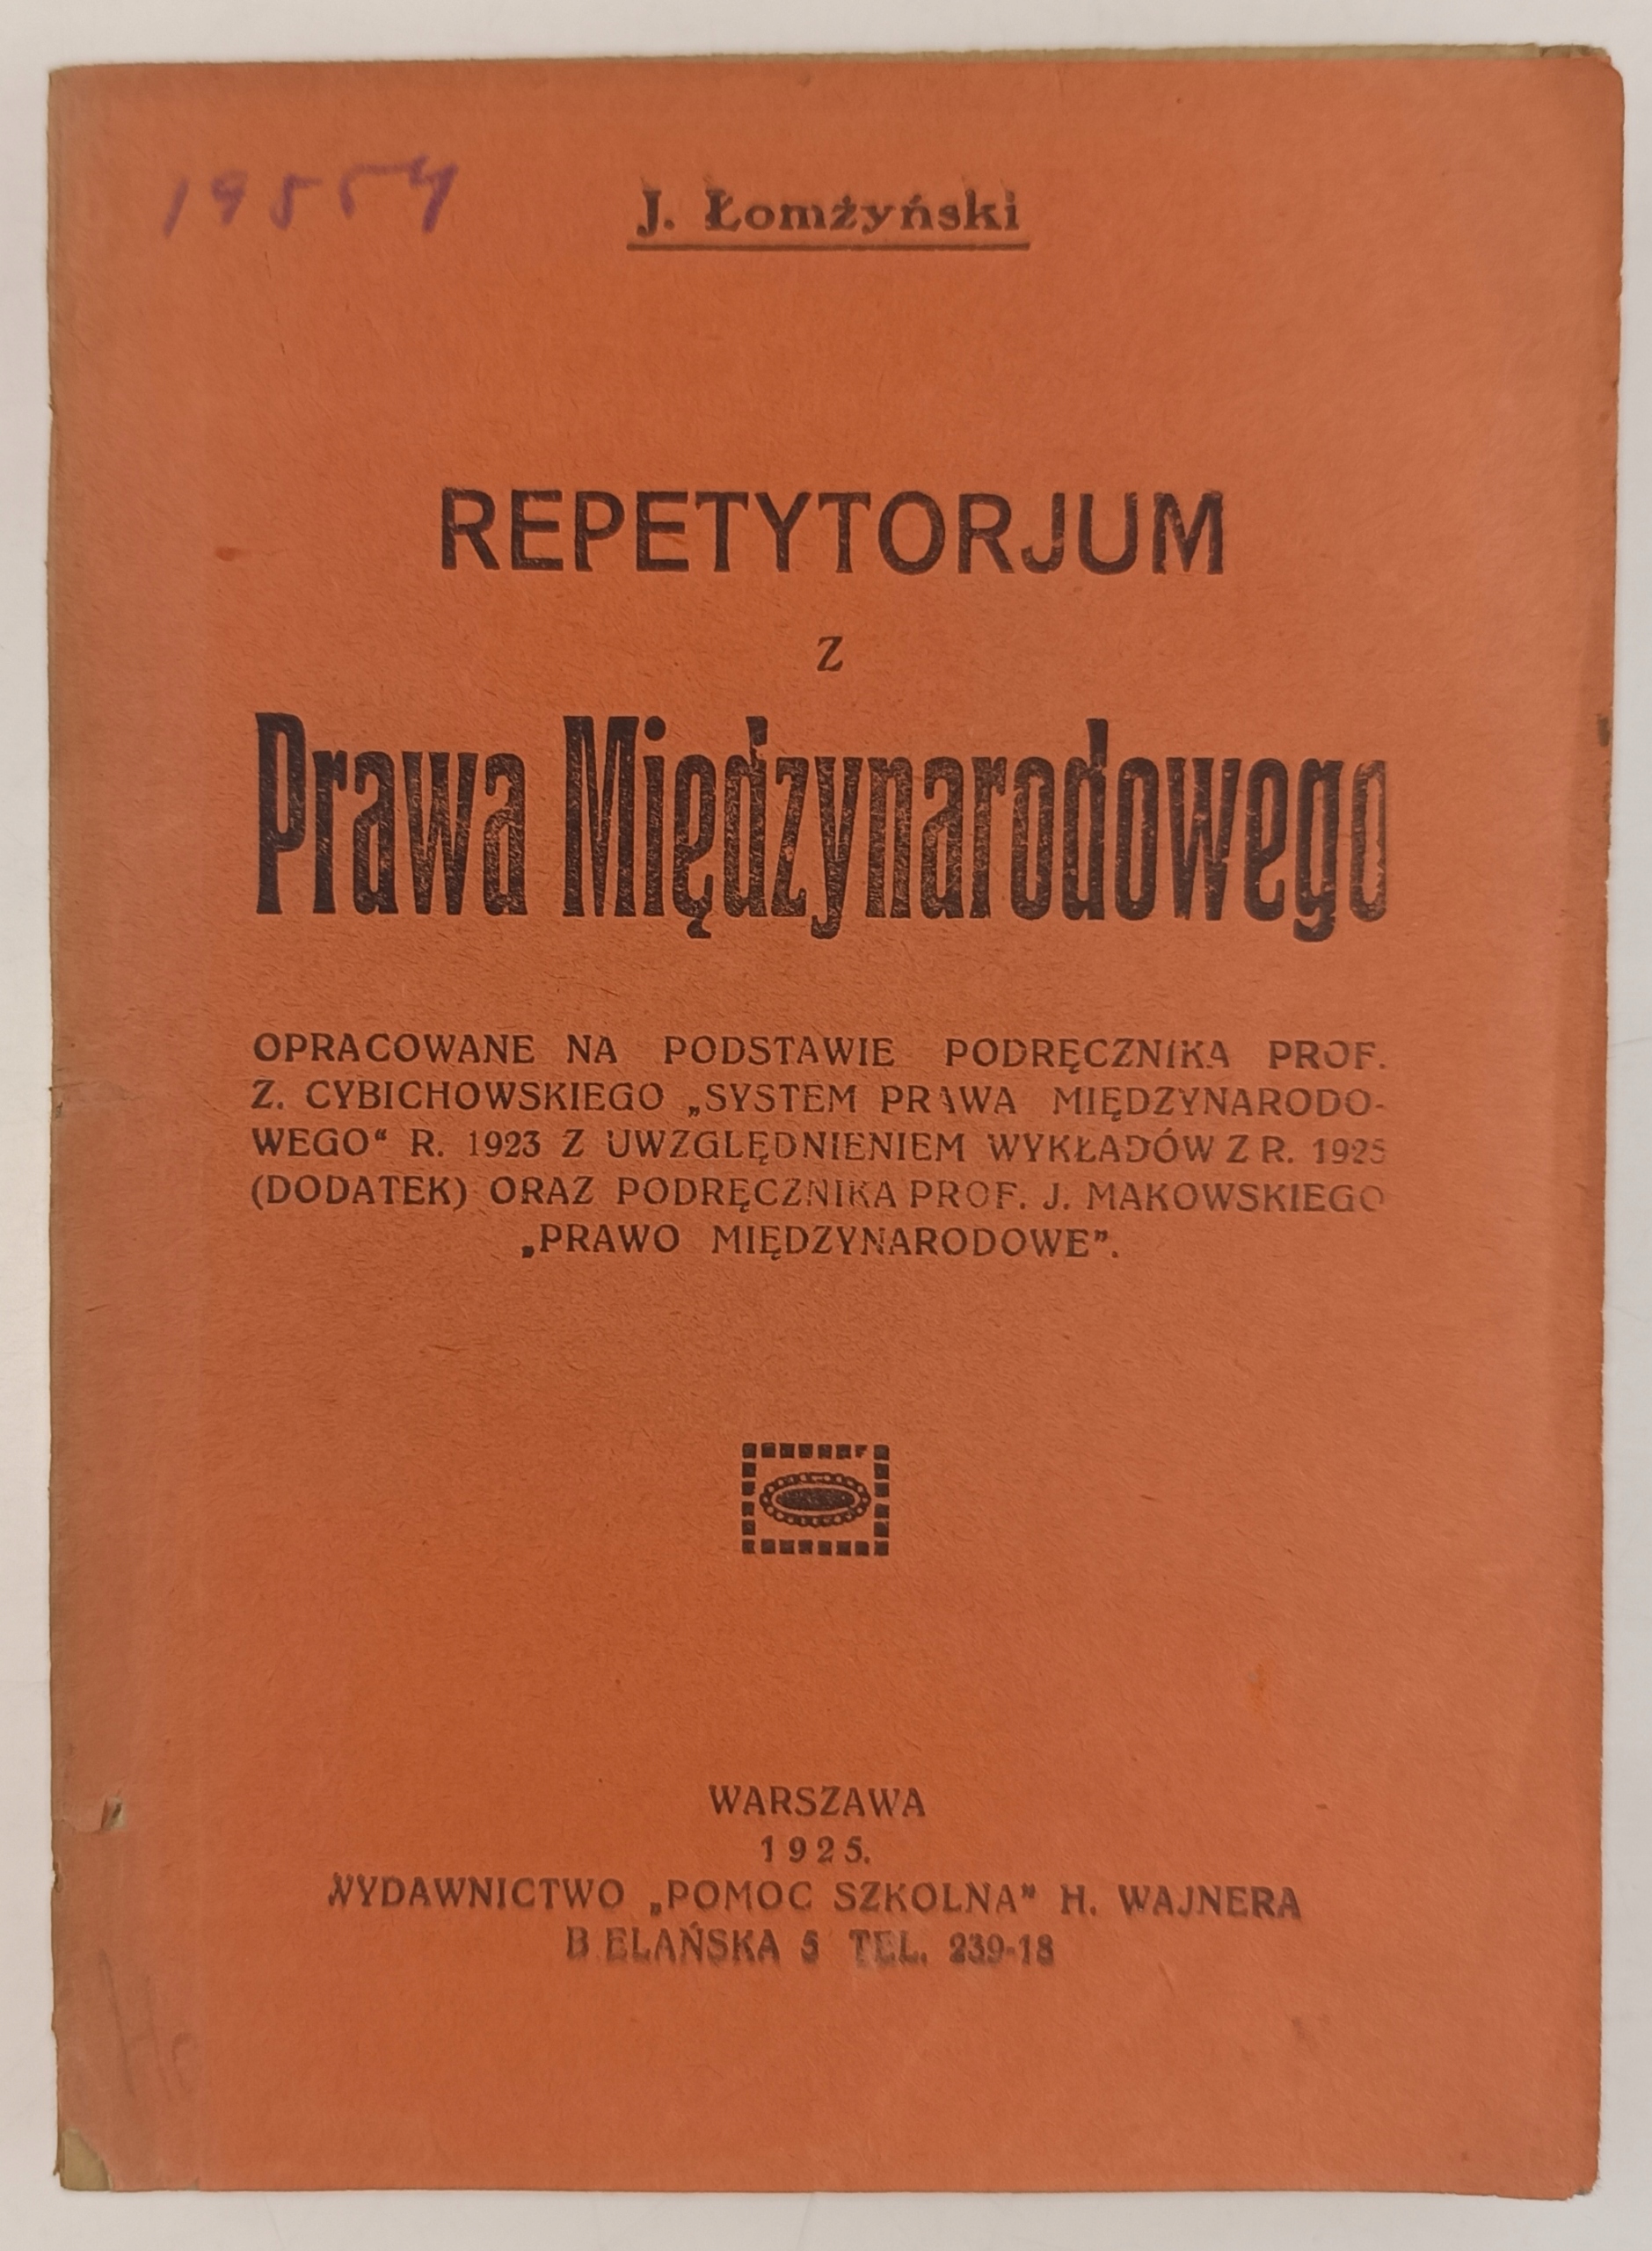 19554
J. Łomżyński
REPETYTORJUM
Z
Prawa Międzynarodowego
OPRACOWANE NA PODSTAWIE PODRĘCZNIKA PROF.
Z. CYBICHOWSKIEGO „SYSTEM PRAWA MIĘDZYNARODO-
WEGO“ R. 1923 Z UWZGLĘDNIENIEM WYKŁADÓW Z R. 1925
(DODATEK) ORAZ PODRĘCZNIKA PROF. J. MAKOWSKIEGO
„PRAWO MIĘDZYNARODOWE”.
WARSZAWA
1925.
WYDAWNICTWO „POMOC SZKOLNA” H. WAJNERA
B ELAŃSKA 5 TEL. 239-18